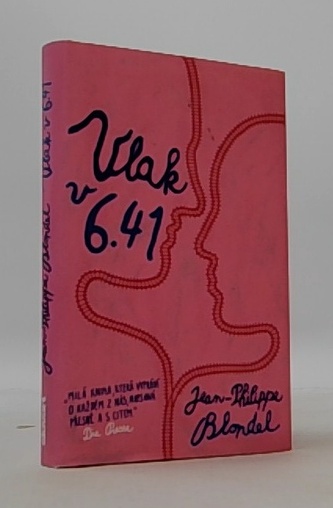 Vlak
v
6.41
„MILÁ KNIHA, KTERÁ VYPRÁVÍ
O KAŽDÉM Z NÁS, NAPSANÁ
PŘESNĚ A S CITEM"
Jean-Philippe
Blondel
Jean-Philippe Blondel Vlak v 6.41